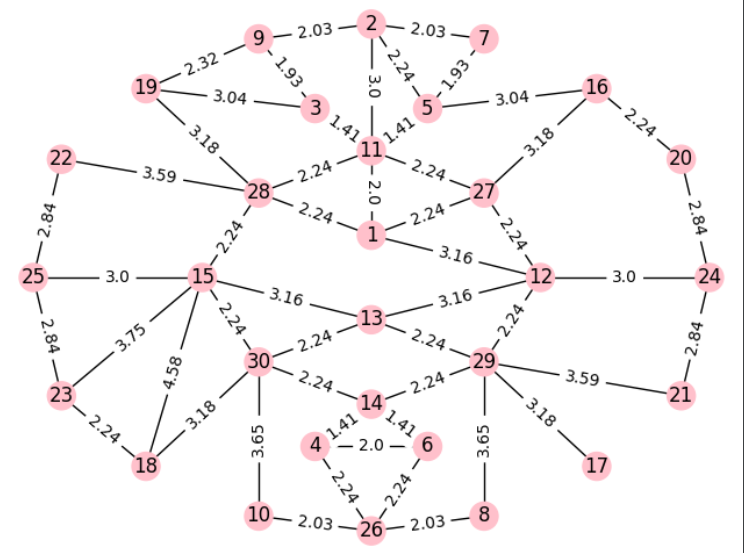 2
9 2.03 2.03 7
2.32 1.93 2.24 1.93
19 3.04 3 3.0 5 3.04 16
1.41 1.41 2.24
3.18 11 3.18
22 20
3.59 2.24 2.24
28 2.0 27
2.84 2.24 2.24 2.84
2.24 1 2.24
3.16
25 3.0 15 12 3.0 24
3.16 3.16
2.24 13 2.24
2.84 3.75 2.24 2.24 2.84
30 29
4.58 2.24 2.24 3.59
23 14 21
3.18 1.41 1.41 3.18
2.24 3.65 4 2.0 6 3.65
18 17
2.24 2.24
10 2.03 26 2.03 8